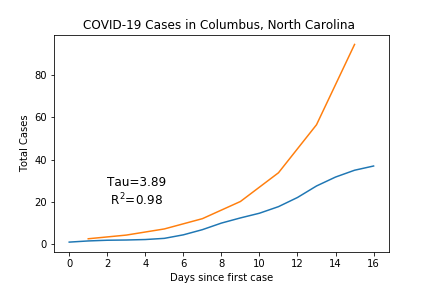 COVID-19 Cases in Columbus, North Carolina
Total Cases
80
60
40
20
0
Tau=3.89
R²=0.98
0 2 4 6 8 10 12 14 16
Days since first case